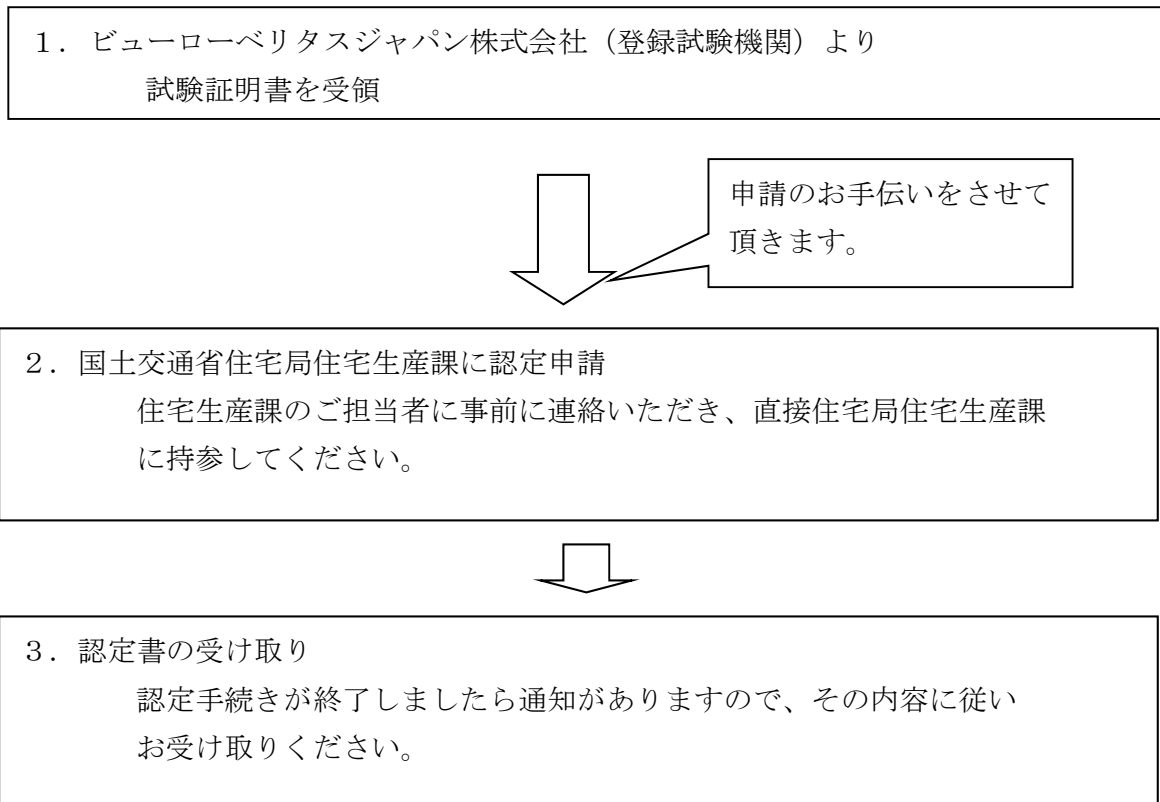 １．ビューローベリタスジャパン株式会社（登録試験機関）より
試験証明書を受領
申請のお手伝いをさせて
頂きます。
２．国土交通省住宅局住宅生産課に認定申請
住宅生産課のご担当者に事前に連絡いただき、直接住宅局住宅生産課
に持参してください。
３．認定書の受け取り
認定手続きが終了しましたら通知がありますので、その内容に従い
お受け取りください。